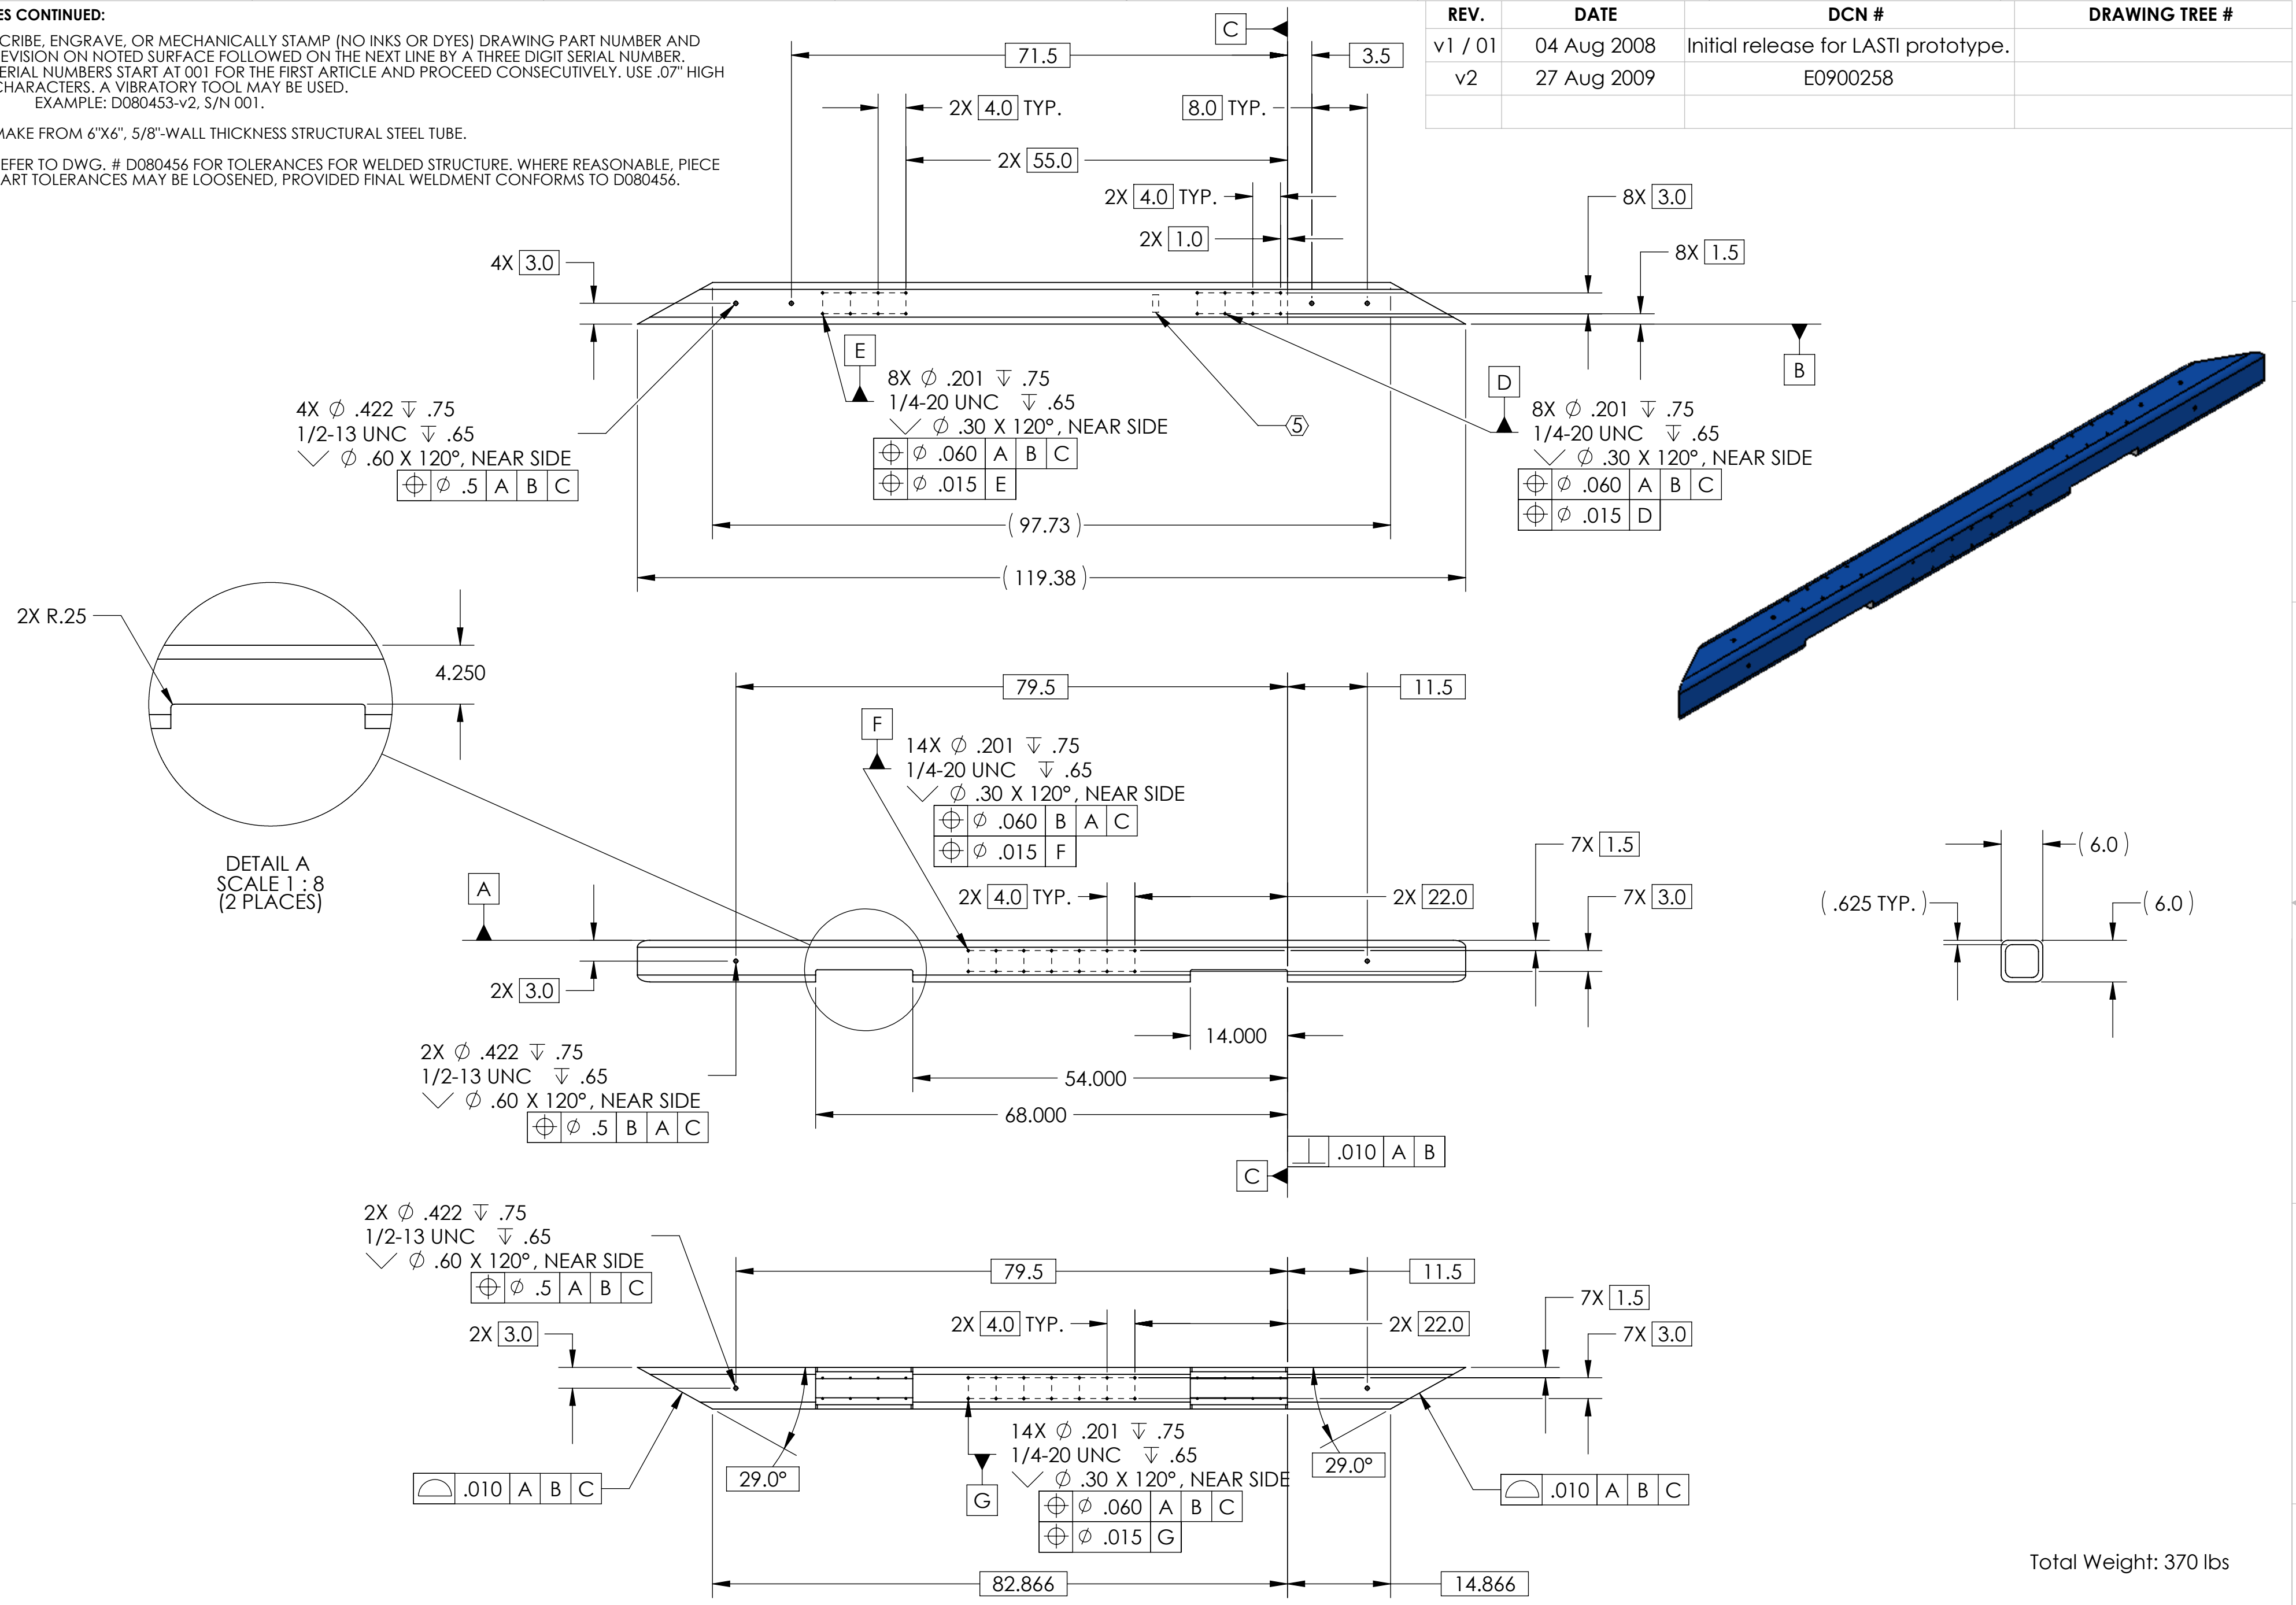 ES CONTINUED:
CRIBE, ENGRAVE, OR MECHANICALLY STAMP (NO INKS OR DYES) DRAWING PART NUMBER AND
EVISION ON NOTED SURFACE FOLLOWED ON THE NEXT LINE BY A THREE DIGIT SERIAL NUMBER.
ERIAL NUMBERS START AT 001 FOR THE FIRST ARTICLE AND PROCEED CONSECUTIVELY. USE .07" HIGH
CHARACTERS. A VIBRATORY TOOL MAY BE USED.
EXAMPLE: D080453-v2, S/N 001.
MAKE FROM 6"X6", 5/8"-WALL THICKNESS STRUCTURAL STEEL TUBE.
EFER TO DWG. # D080456 FOR TOLERANCES FOR WELDED STRUCTURE. WHERE REASONABLE, PIECE
ART TOLERANCES MAY BE LOOSENED, PROVIDED FINAL WELDMENT CONFORMS TO D080456.
REV. DATE DCN # DRAWING TREE #
v1 / 01 04 Aug 2008 Initial release for LASTI prototype.
v2 27 Aug 2009 E0900258
C
71.5
3.5
2X 4.0 TYP.
8.0 TYP.
2X 55.0
2X 4.0 TYP.
8X 3.0
2X 1.0
8X 1.5
4X 3.0
B
E
8X ⌀ .201 ↧ .75
1/4-20 UNC ↧ .65
⌵ ⌀ .30 X 120°, NEAR SIDE
⌖ ⌀ .060 A B C
⌖ ⌀ .015 E
5
D
8X ⌀ .201 ↧ .75
1/4-20 UNC ↧ .65
⌵ ⌀ .30 X 120°, NEAR SIDE
⌖ ⌀ .060 A B C
⌖ ⌀ .015 D
4X ⌀ .422 ↧ .75
1/2-13 UNC ↧ .65
⌵ ⌀ .60 X 120°, NEAR SIDE
⌖ ⌀ .5 A B C
(97.73)
(119.38)
2X R.25
4.250
DETAIL A
SCALE 1 : 8
(2 PLACES)
79.5
11.5
F
14X ⌀ .201 ↧ .75
1/4-20 UNC ↧ .65
⌵ ⌀ .30 X 120°, NEAR SIDE
⌖ ⌀ .060 B A C
⌖ ⌀ .015 F
7X 1.5
A
2X 4.0 TYP.
2X 22.0
7X 3.0
2X 3.0
(.625 TYP.)
(6.0)
(6.0)
14.000
54.000
68.000
2X ⌀ .422 ↧ .75
1/2-13 UNC ↧ .65
⌵ ⌀ .60 X 120°, NEAR SIDE
⌖ ⌀ .5 B A C
⟂ .010 A B
C
2X ⌀ .422 ↧ .75
1/2-13 UNC ↧ .65
⌵ ⌀ .60 X 120°, NEAR SIDE
⌖ ⌀ .5 A B C
79.5
11.5
2X 4.0 TYP.
2X 22.0
7X 1.5
7X 3.0
2X 3.0
29.0°
29.0°
⌓ .010 A B C
⌓ .010 A B C
G
14X ⌀ .201 ↧ .75
1/4-20 UNC ↧ .65
⌵ ⌀ .30 X 120°, NEAR SIDE
⌖ ⌀ .060 A B C
⌖ ⌀ .015 G
82.866
14.866
Total Weight: 370 lbs